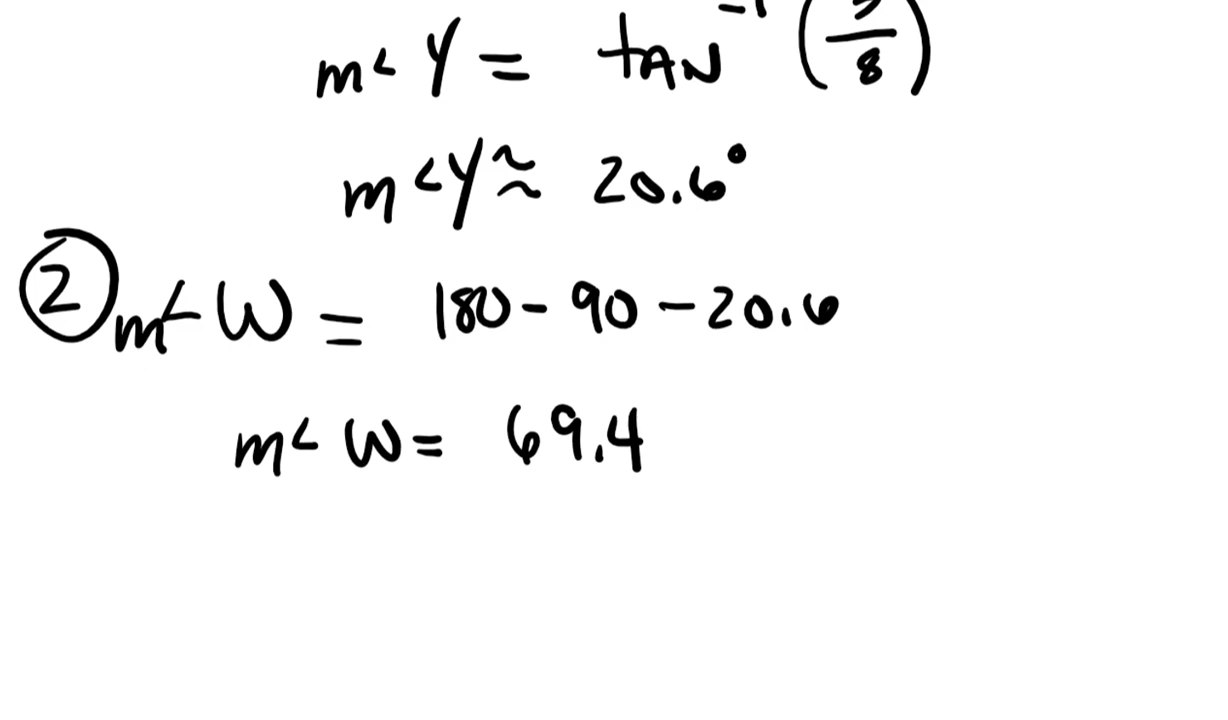 m< Y = TAN⁻¹ (3/8)
m<Y ≈ 20.6°
② m< W = 180 - 90 - 20.6
m< W = 69.4